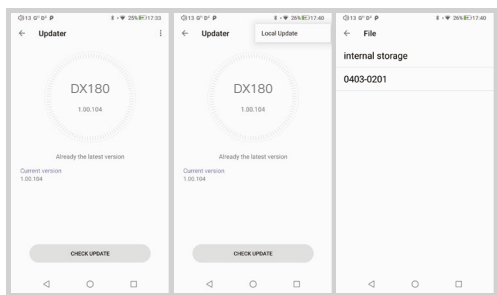 17:33
Updater
DX180
1.00.104
Already the latest version
Current version
1.00.104
CHECK UPDATE
26% 17:40
Updater
Local Update
DX180
1.00.104
Already the latest version
Current version
1.00.104
CHECK UPDATE
26% 17:40
File
internal storage
0403-0201